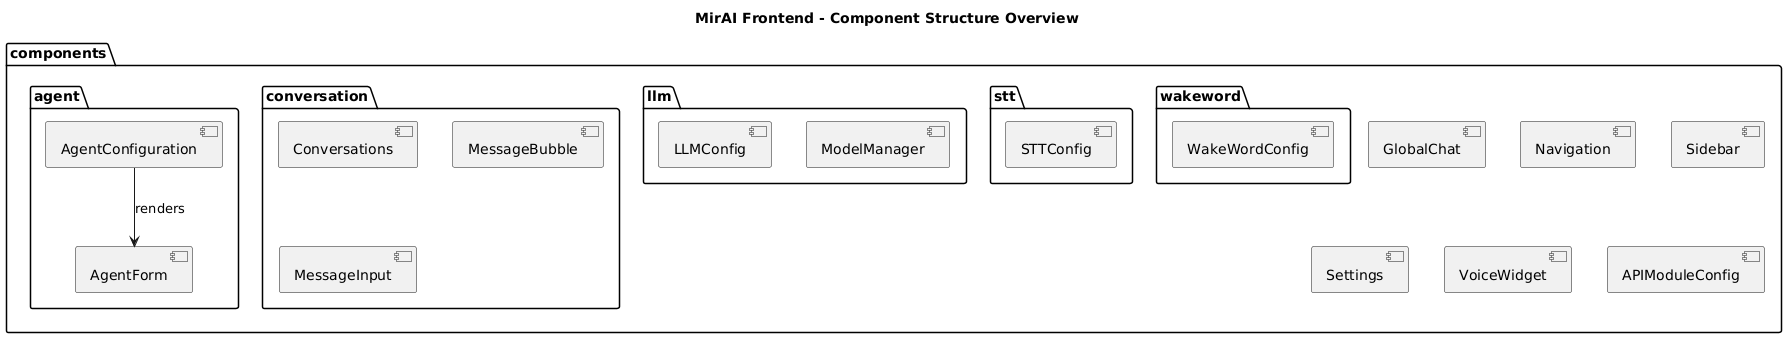 MirAI Frontend - Component Structure Overview
components
agent
AgentConfiguration
renders
AgentForm
conversation
Conversations
MessageBubble
MessageInput
llm
LLMConfig
ModelManager
stt
STTConfig
wakeword
WakeWordConfig
GlobalChat
Navigation
Sidebar
Settings
VoiceWidget
APIModuleConfig